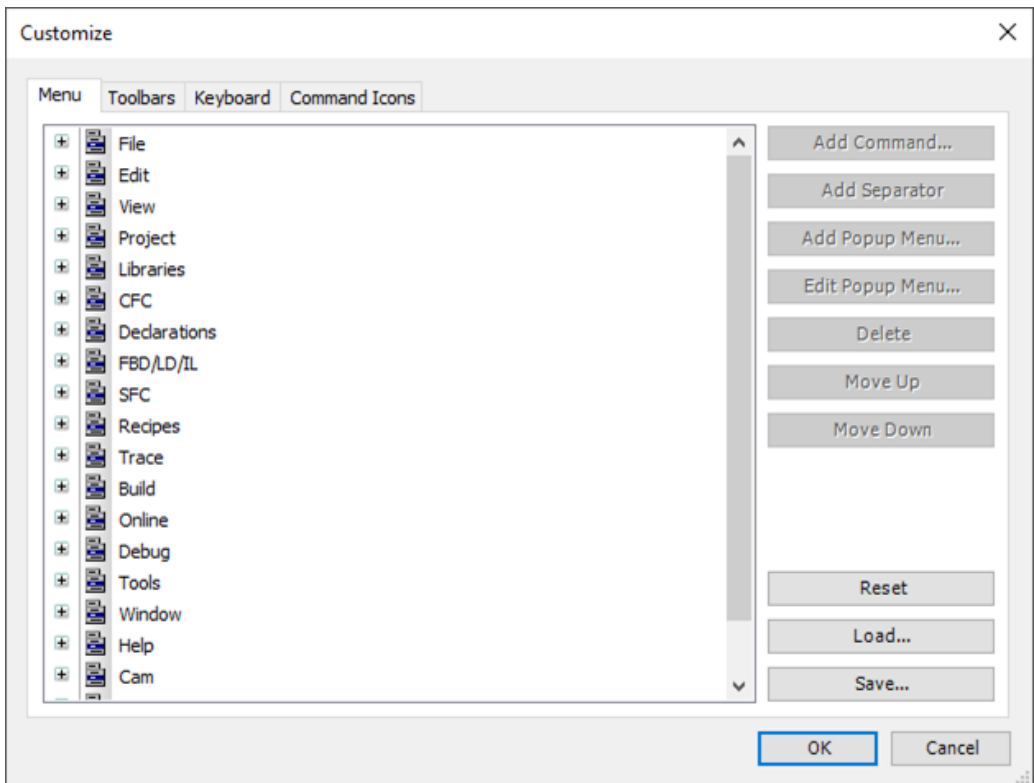 Customize
Menu
Toolbars
Keyboard
Command Icons
File
Edit
View
Project
Libraries
CFC
Declarations
FBD/LD/IL
SFC
Recipes
Trace
Build
Online
Debug
Tools
Window
Help
Cam
Add Command...
Add Separator
Add Popup Menu...
Edit Popup Menu...
Delete
Move Up
Move Down
Reset
Load...
Save...
OK
Cancel